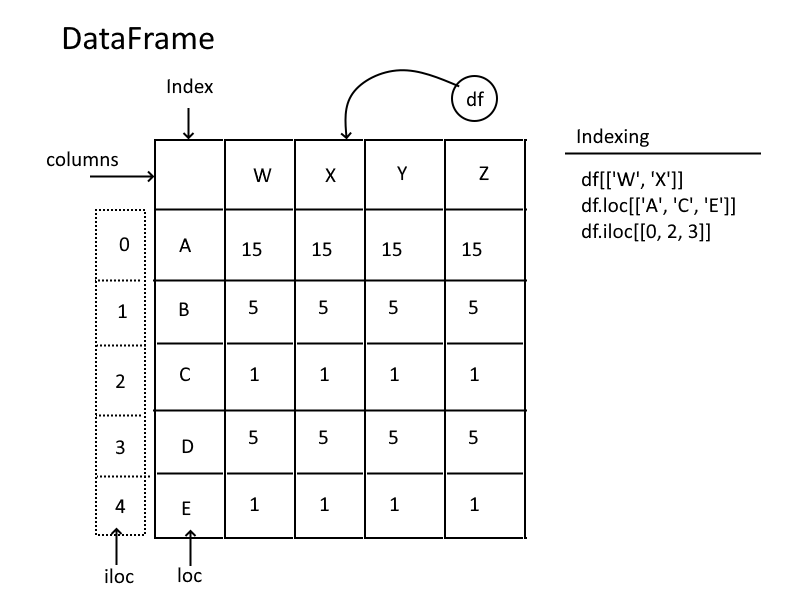 DataFrame
Index
df
columns
W X Y Z
0 A 15 15 15 15
1 B 5 5 5 5
2 C 1 1 1 1
3 D 5 5 5 5
4 E 1 1 1 1
iloc loc
Indexing
df[['W', 'X']]
df.loc[['A', 'C', 'E']]
df.iloc[[0, 2, 3]]